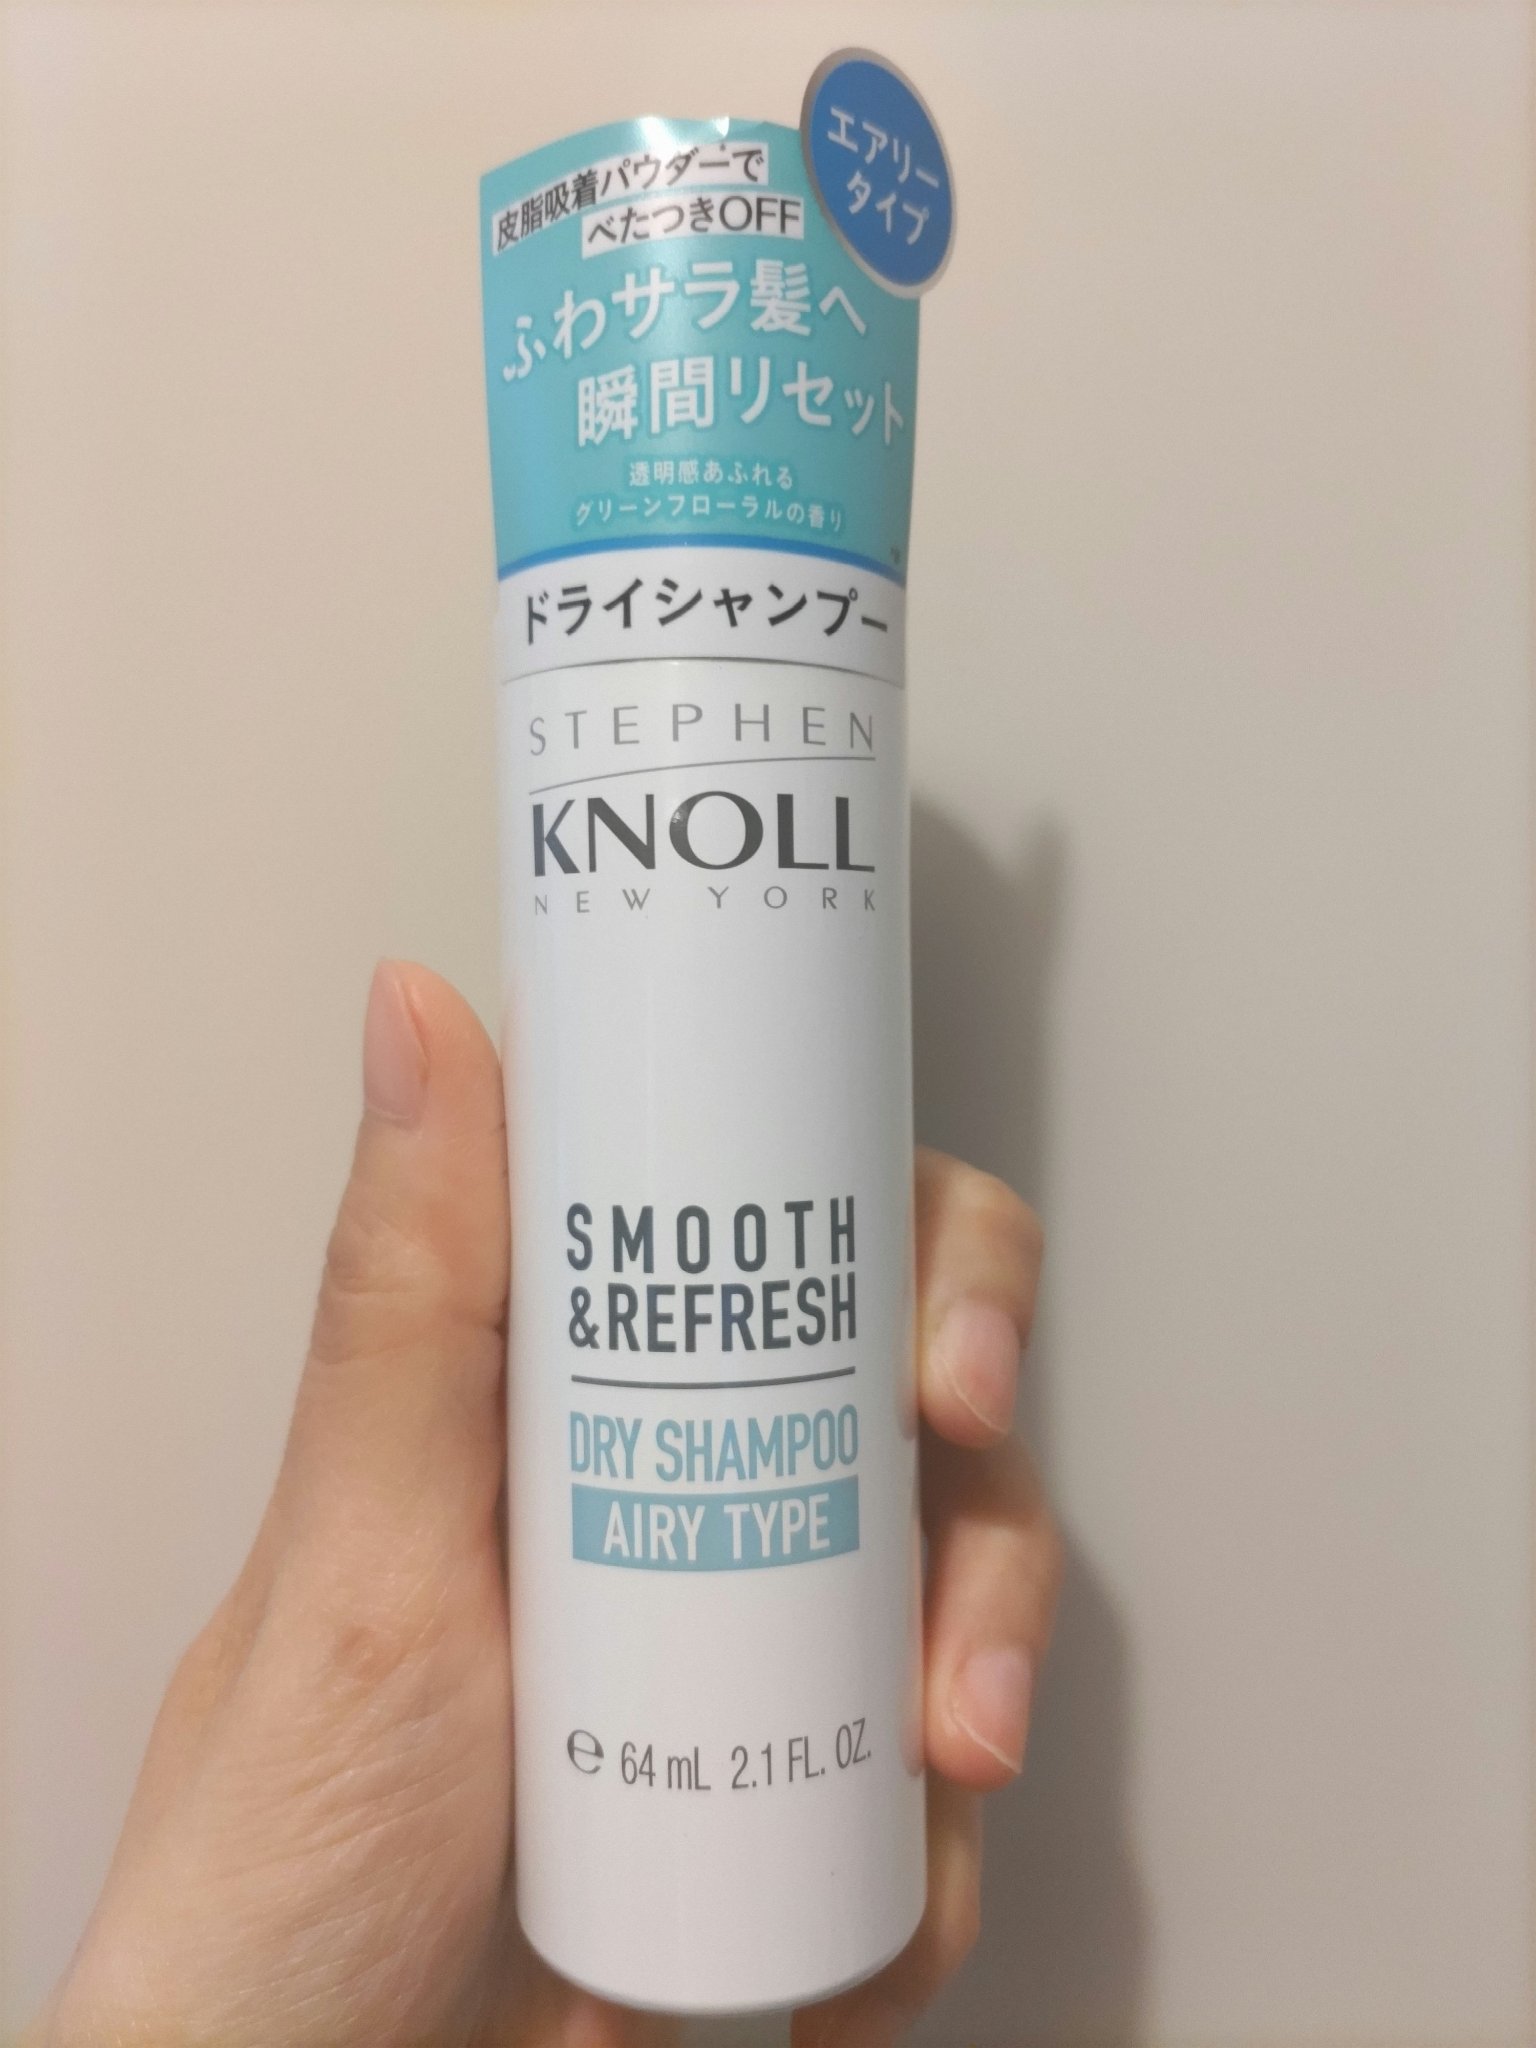 エアリー
タイプ
皮脂吸着パウダーで
べたつきOFF
ふわサラ髪へ
瞬間リセット
透明感あふれる
グリーンフローラルの香り
ドライシャンプー
STEPHEN
KNOLL
NEW YORK
SMOOTH
&REFRESH
DRY SHAMPOO
AIRY TYPE
℮ 64 mL 2.1 FL. OZ.